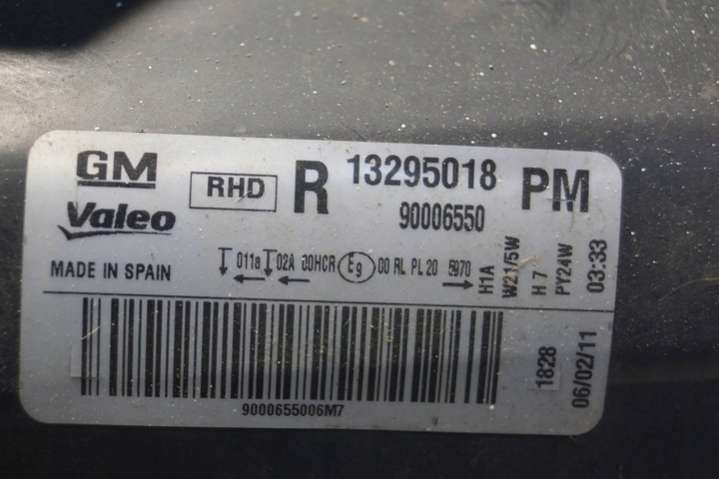 GM RHD R 13295018 PM
Valeo 90006550
MADE IN SPAIN 011a 02A 00HCR E9 00 RL PL 20 5970
H1A
W21/5W
H7
PY24W
03:33
9000655006M7
1828
06/02/11